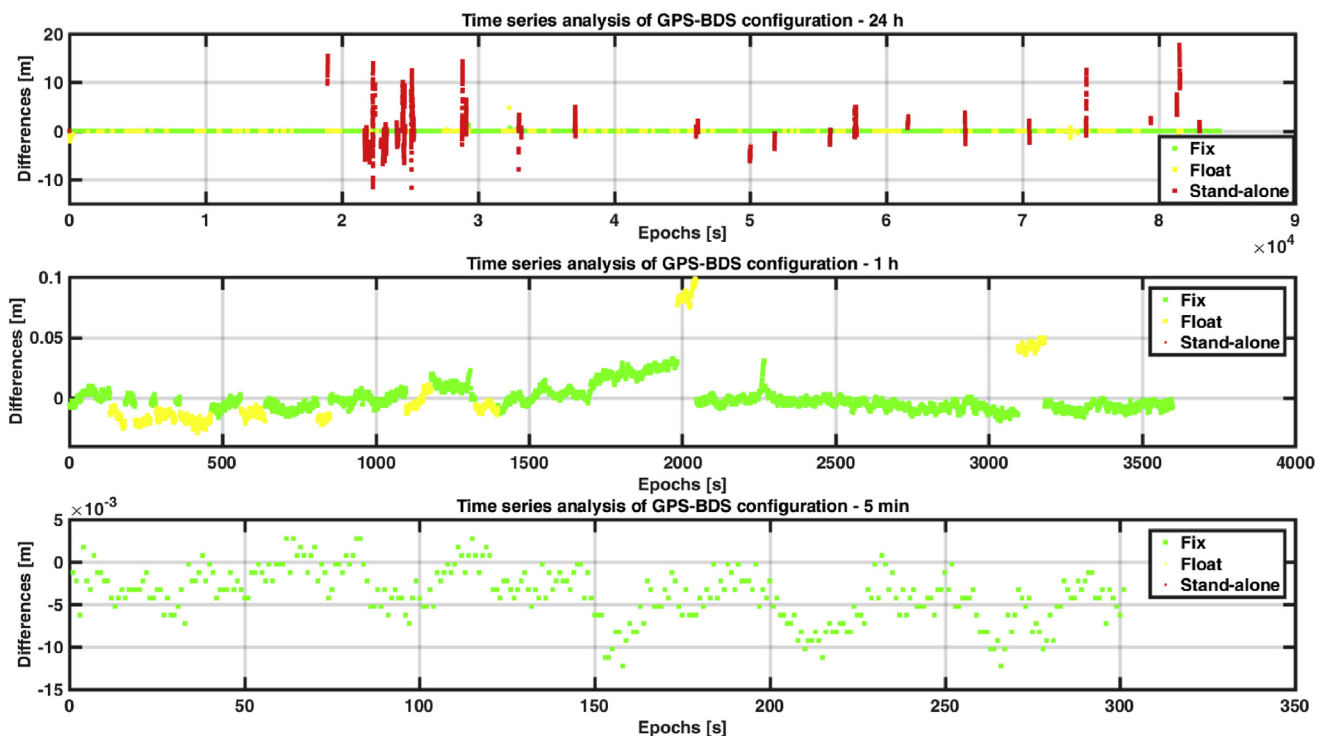 Time series analysis of GPS-BDS configuration - 24 h
20
10
0
-10
Differences [m]
Fix
Float
Stand-alone
0 1 2 3 4 5 6 7 8 9
Epochs [s]
×10⁴
Time series analysis of GPS-BDS configuration - 1 h
0.1
0.05
0
Differences [m]
Fix
Float
Stand-alone
0 500 1000 1500 2000 2500 3000 3500 4000
Epochs [s]
Time series analysis of GPS-BDS configuration - 5 min
×10⁻³
5
0
-5
-10
-15
Differences [m]
Fix
Float
Stand-alone
0 50 100 150 200 250 300 350
Epochs [s]